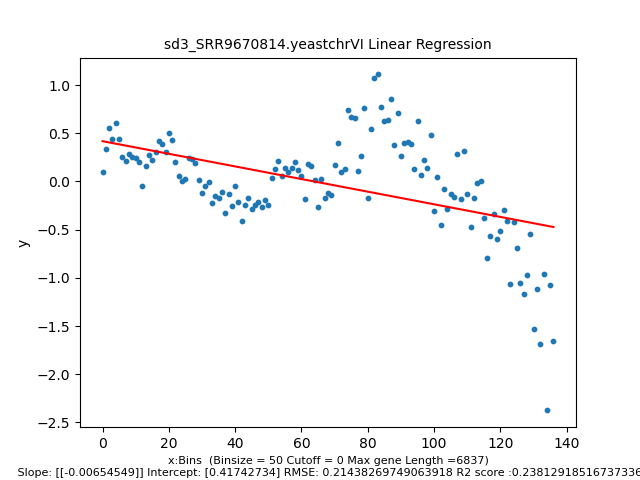 sd3_SRR9670814.yeastchrVI Linear Regression
1.0
0.5
0.0
−0.5
−1.0
−1.5
−2.0
−2.5
y
0 20 40 60 80 100 120 140
x:Bins (Binsize = 50 Cutoff = 0 Max gene Length =6837)
Slope: [[-0.00654549]] Intercept: [0.41742734] RMSE: 0.21438269749063918 R2 score :0.23812918516737336